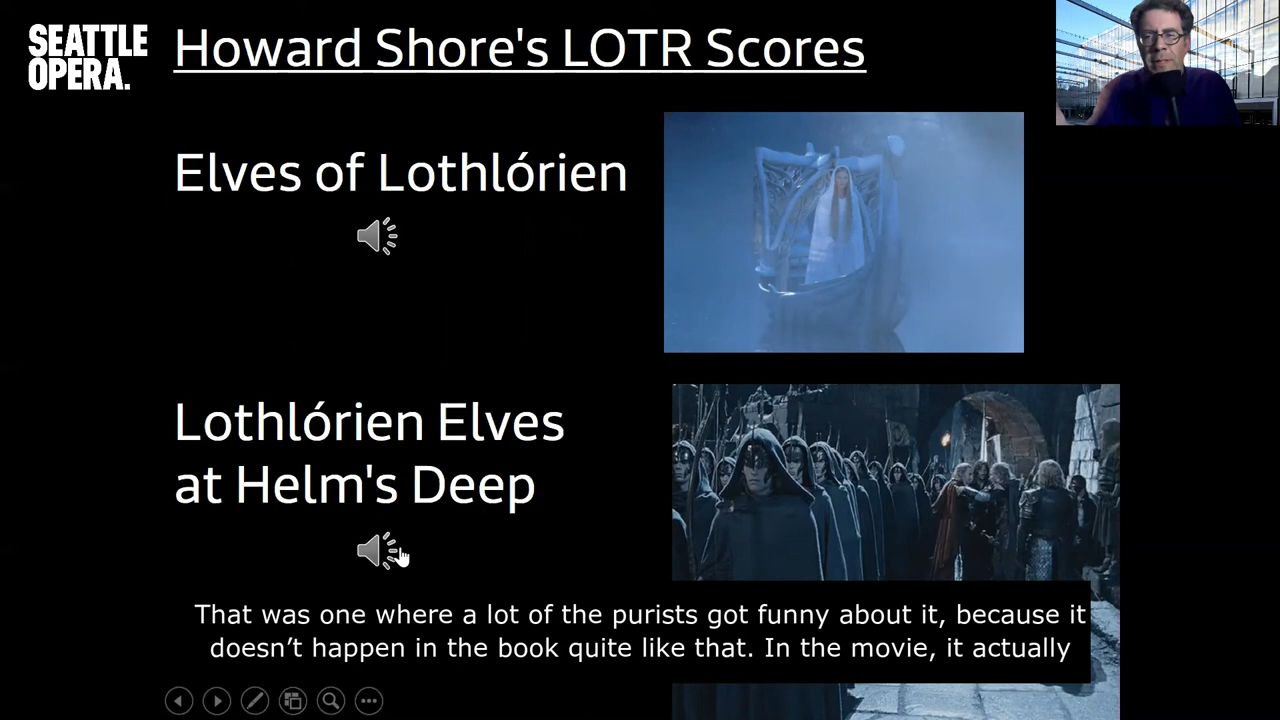 SEATTLE
OPERA.
Howard Shore's LOTR Scores
Elves of Lothlórien
Lothlórien Elves
at Helm's Deep
That was one where a lot of the purists got funny about it, because it
doesn’t happen in the book quite like that. In the movie, it actually